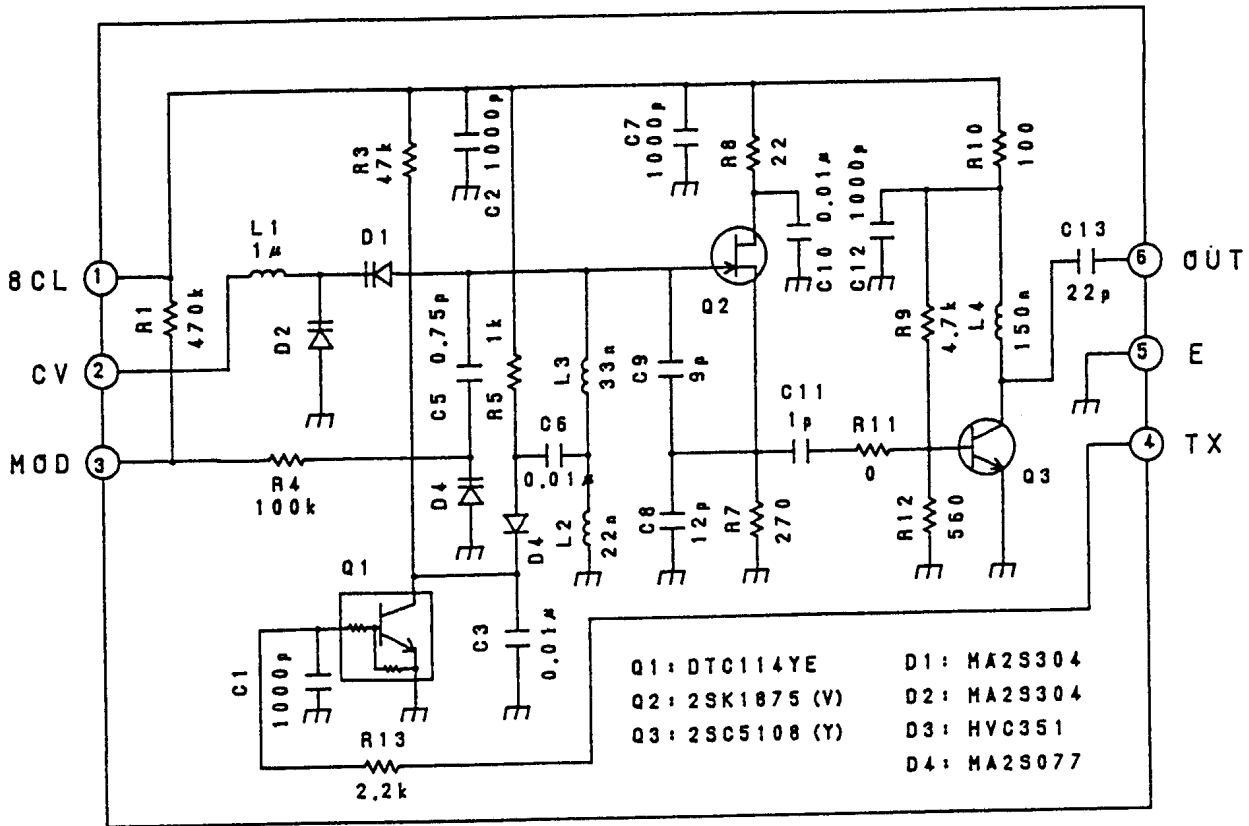 8CL
1
CV
2
MOD
3
R1
470k
L1
1μ
D1
D2
R3
47k
C2 1000p
C5 0.75p
R4
100k
D4
R5
1k
C6
0.01μ
D4
L3
33n
L2
22n
C7
1000p
R8
22
C10 0.01μ
C12 1000p
Q2
C9
9p
C8
12p
R7
270
C11
1p
R11
0
R9
4.7k
R10
100
L4
150n
R12
560
Q3
C13
22p
6
OUT
5
E
4
TX
Q1
C1
1000p
C3
0.01μ
R13
2.2k
Q1: DTC114YE
Q2: 2SK1875 (V)
Q3: 2SC5108 (Y)
D1: MA2S304
D2: MA2S304
D3: HVC351
D4: MA2S077